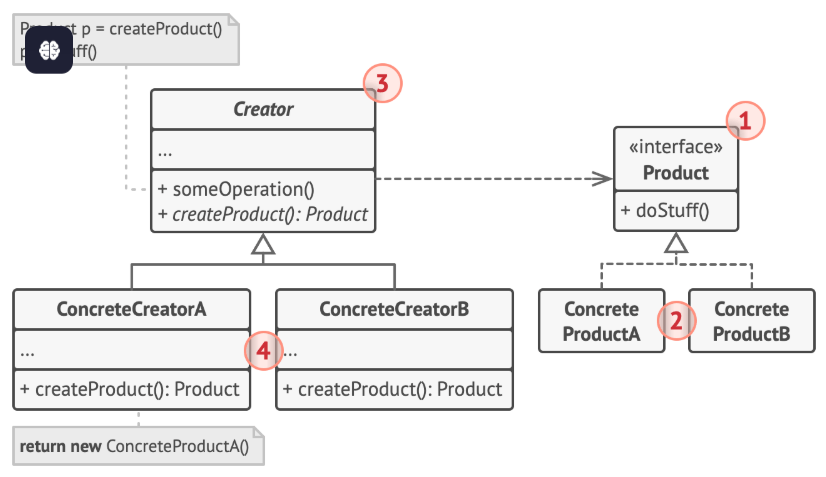 Product p = createProduct()
uff()
3
Creator
...
+ someOperation()
+ createProduct(): Product
1
«interface»
Product
+ doStuff()
ConcreteCreatorA
...
+ createProduct(): Product
4
ConcreteCreatorB
...
+ createProduct(): Product
Concrete
ProductA
2
Concrete
ProductB
return new ConcreteProductA()